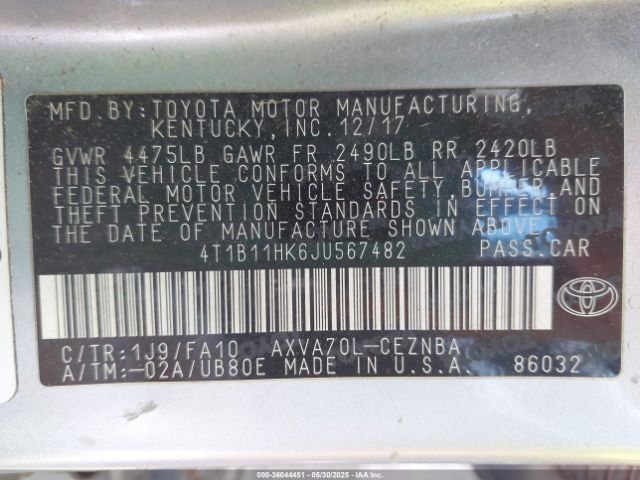 MFD.BY:TOYOTA MOTOR MANUFACTURING,
KENTUCKY,INC.12/17
GVWR 4475LB GAWR FR 2490LB RR 2420LB
THIS VEHICLE CONFORMS TO ALL APPLICABLE
FEDERAL MOTOR VEHICLE SAFETY BUMPER AND
THEFT PREVENTION STANDARDS IN EFFECT ON
THE DATE OF MANUFACTURE SHOWN ABOVE.
4T1B11HK6JU567482 PASS.CAR
C/TR:1J9/FA10 AXVA70L-CEZNBA
A/TM:-02A/UB80E MADE IN U.S.A. 86032
000-36044451 - 05/30/2025 - IAAI.CA